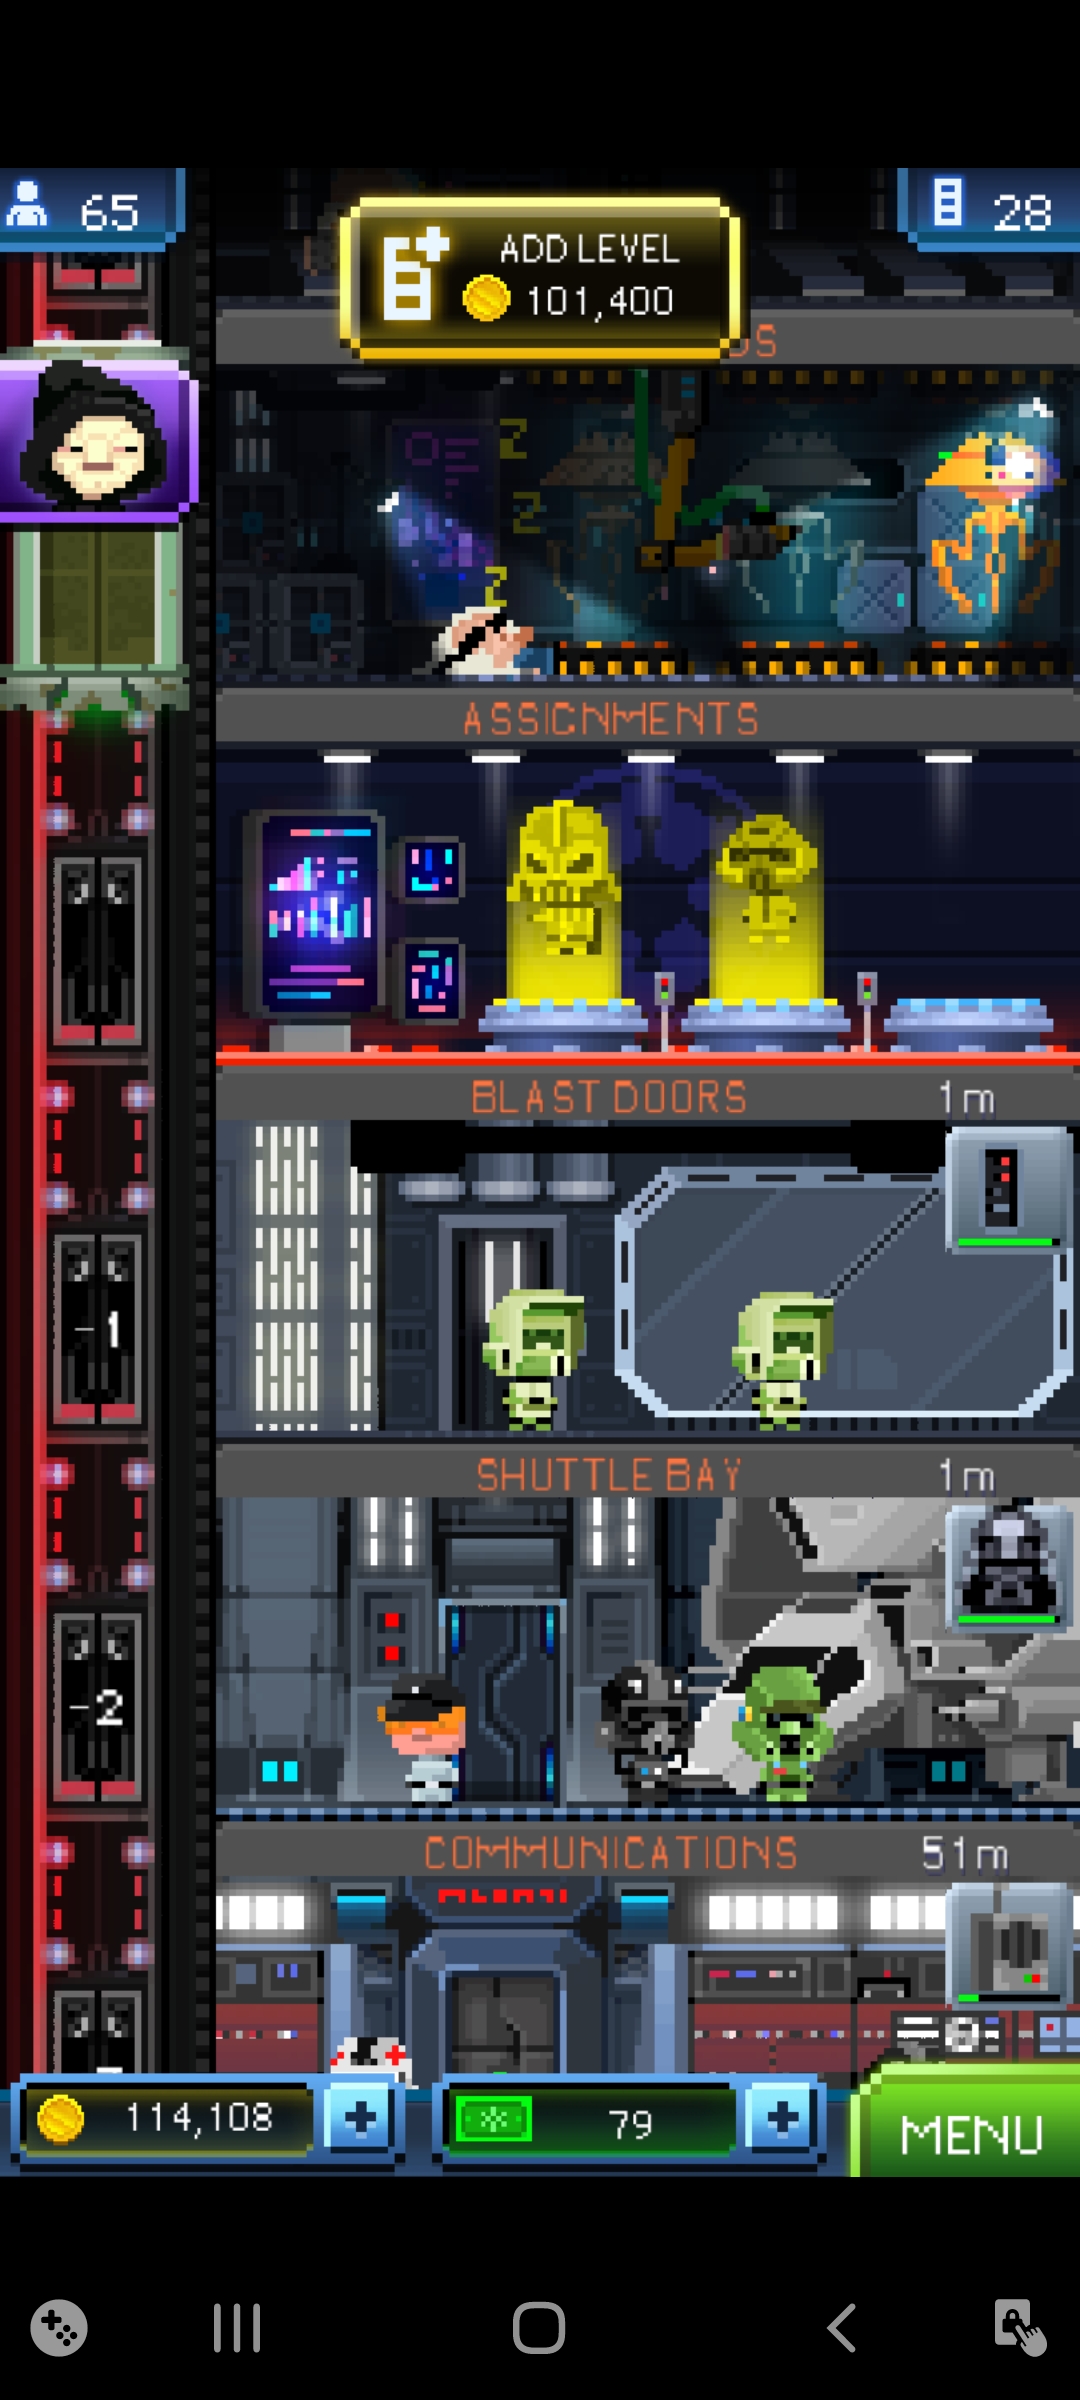 65
28
ADD LEVEL
101,400
Z
Z
Z
ASSIGNMENTS
BLAST DOORS 1m
-1
SHUTTLE BAY 1m
-2
COMMUNICATIONS 51m
114,108
79
MENU